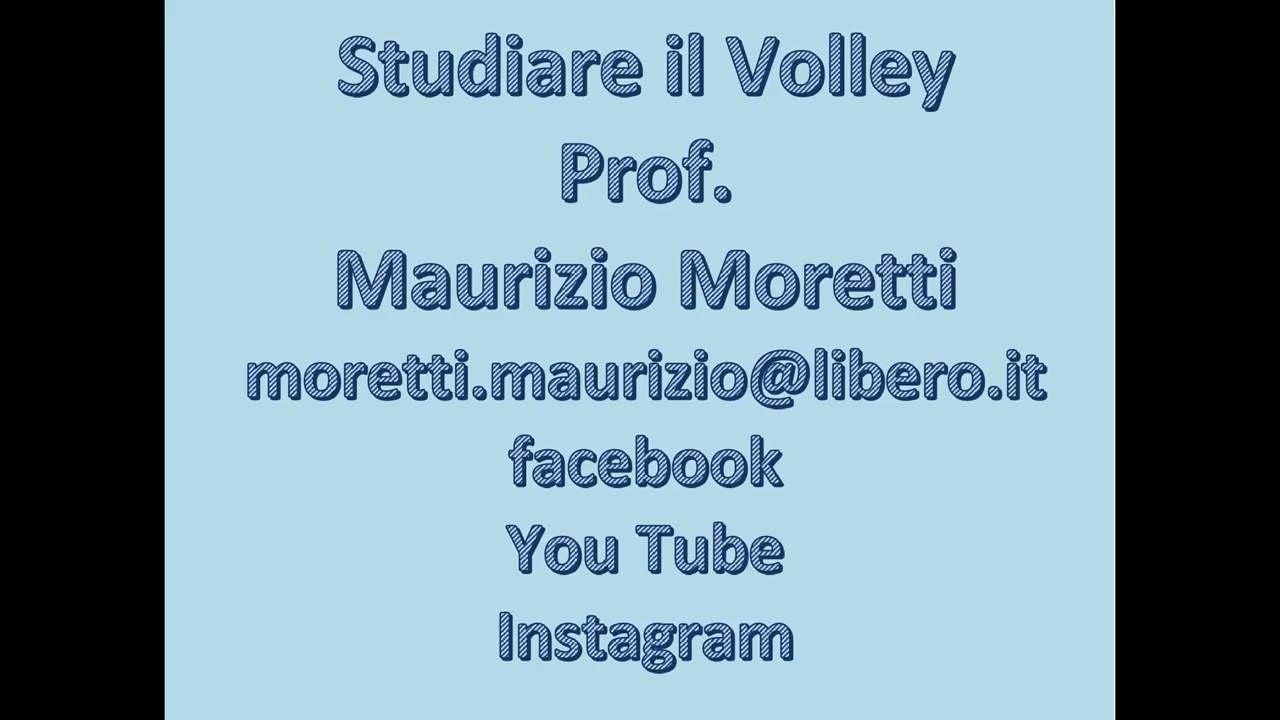 Studiare il Volley
Prof.
Maurizio Moretti
moretti.maurizio@libero.it
facebook
You Tube
Instagram